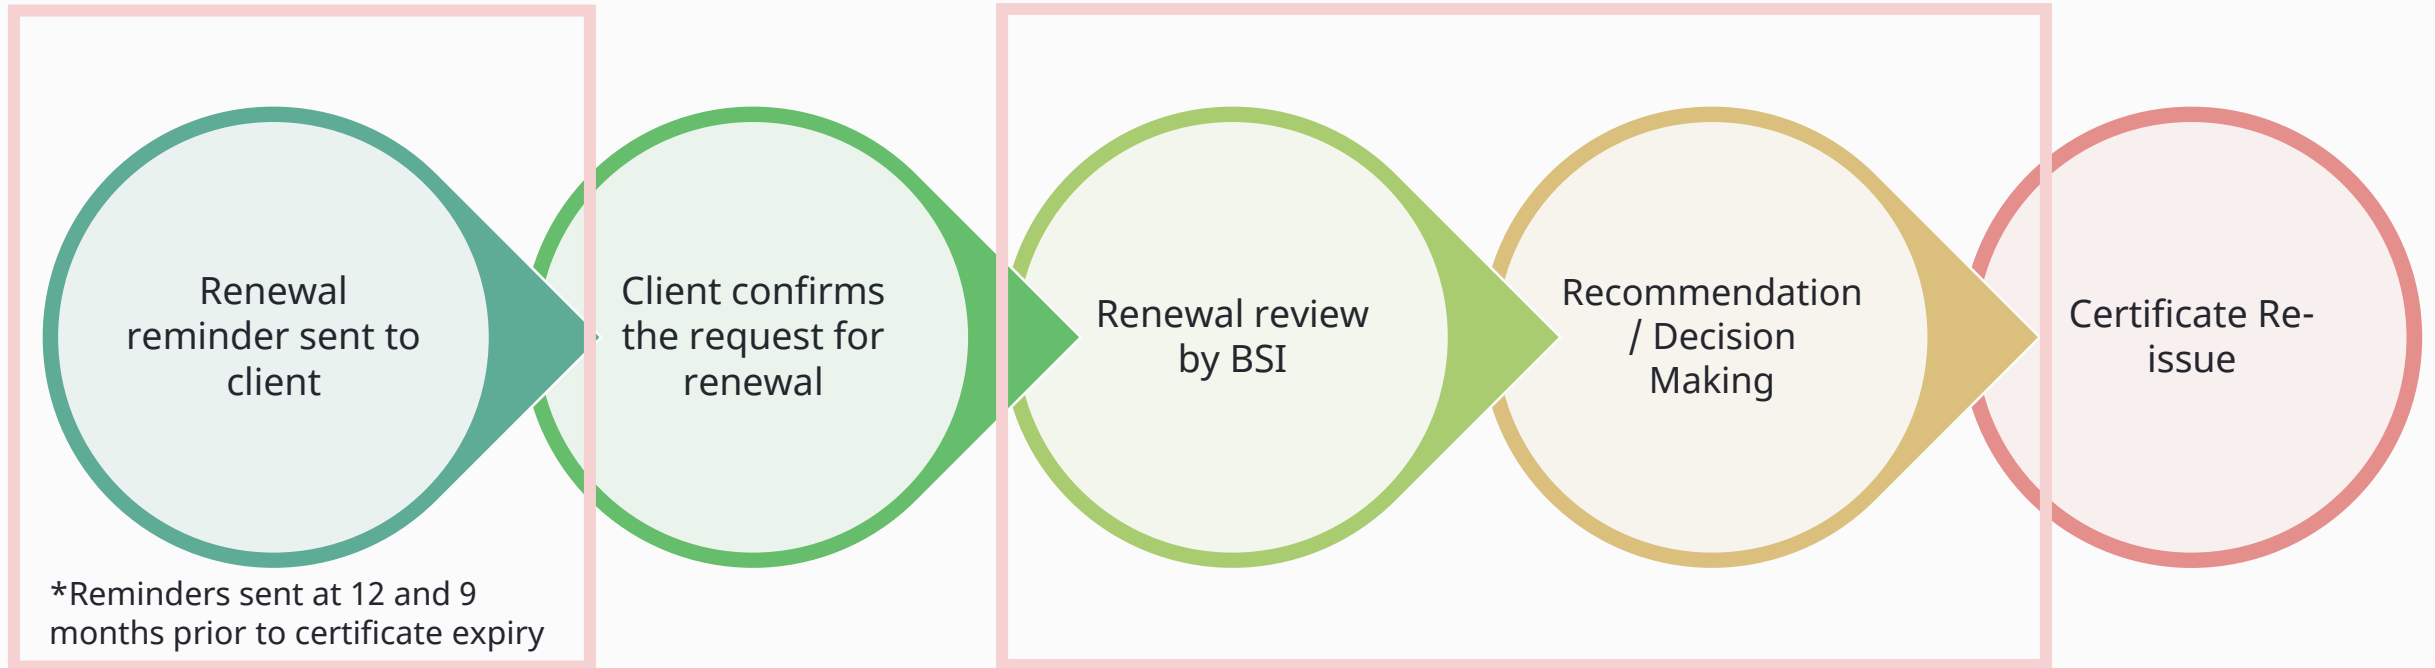 Renewal
reminder sent to
client
*Reminders sent at 12 and 9
months prior to certificate expiry
Client confirms
the request for
renewal
Renewal review
by BSI
Recommendation
/ Decision
Making
Certificate Re-
issue